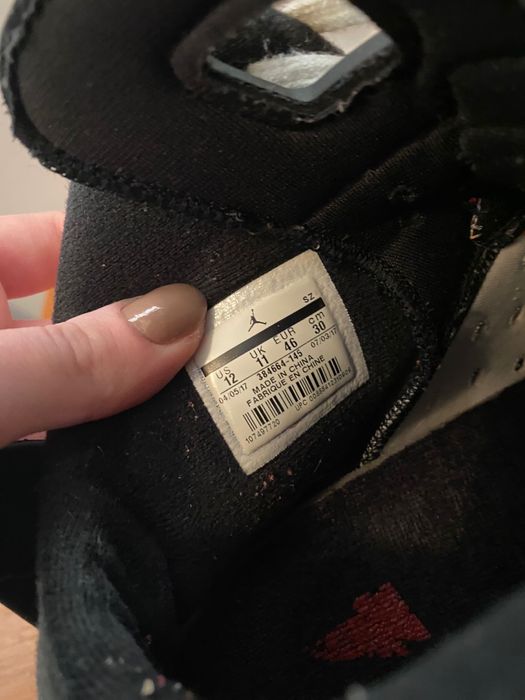 SZ
US UK EUR cm
12 11 46 30
04/05/17 07/03/17
384664-145
MADE IN CHINA
FABRIQUE EN CHINE
107497720